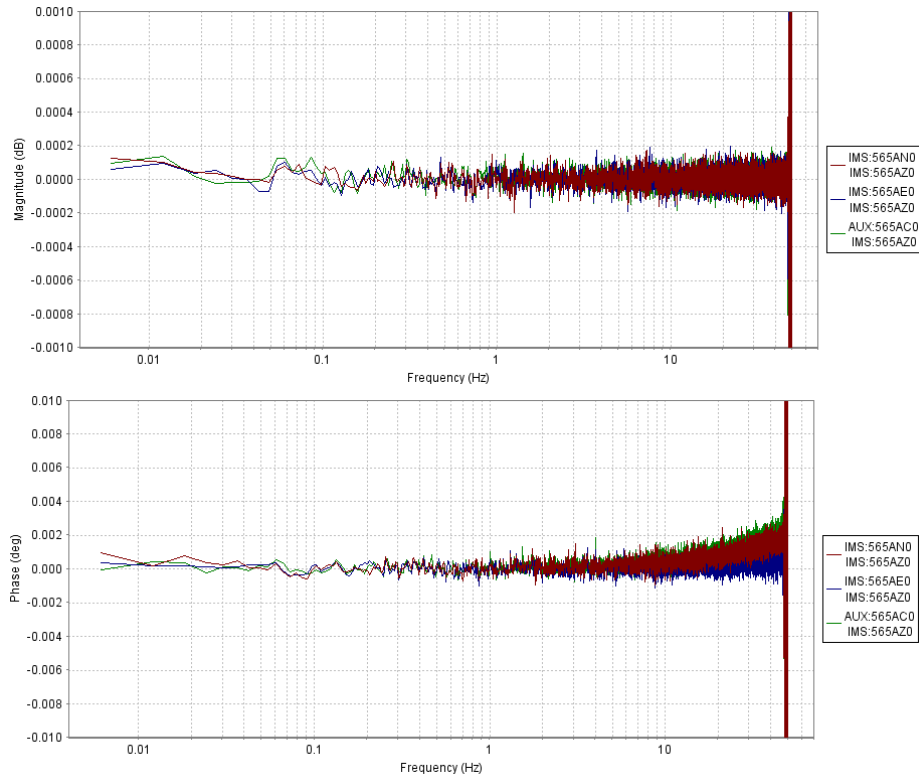 0.0010
0.0008
0.0006
0.0004
0.0002
0.0000
-0.0002
-0.0004
-0.0006
-0.0008
-0.0010
Magnitude (dB)
0.01 0.1 1 10
Frequency (Hz)
IMS:565AN0
IMS:565AZ0
IMS:565AE0
IMS:565AZ0
AUX:565AC0
IMS:565AZ0
0.010
0.008
0.006
0.004
0.002
0.000
-0.002
-0.004
-0.006
-0.008
-0.010
Phase (deg)
0.01 0.1 1 10
Frequency (Hz)
IMS:565AN0
IMS:565AZ0
IMS:565AE0
IMS:565AZ0
AUX:565AC0
IMS:565AZ0